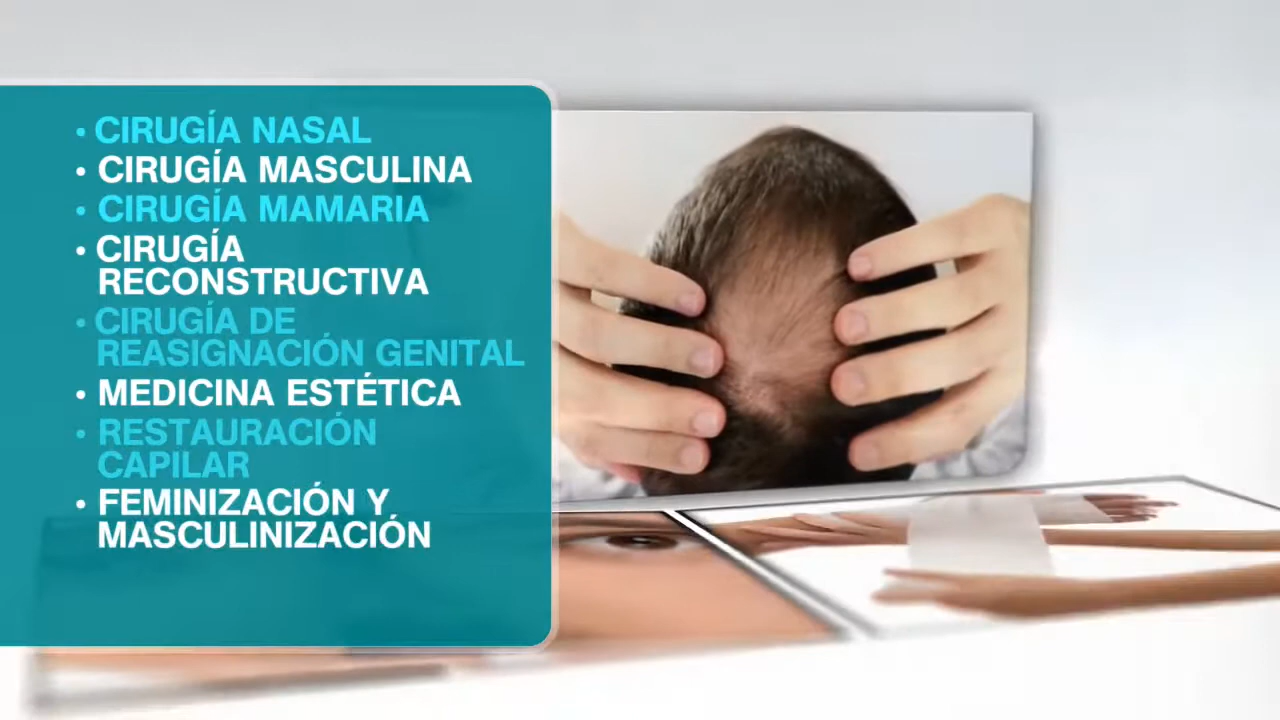 • CIRUGÍA NASAL
• CIRUGÍA MASCULINA
• CIRUGÍA MAMARIA
• CIRUGÍA
RECONSTRUCTIVA
• CIRUGÍA DE
REASIGNACIÓN GENITAL
• MEDICINA ESTÉTICA
• RESTAURACIÓN
CAPILAR
• FEMINIZACIÓN Y
MASCULINIZACIÓN